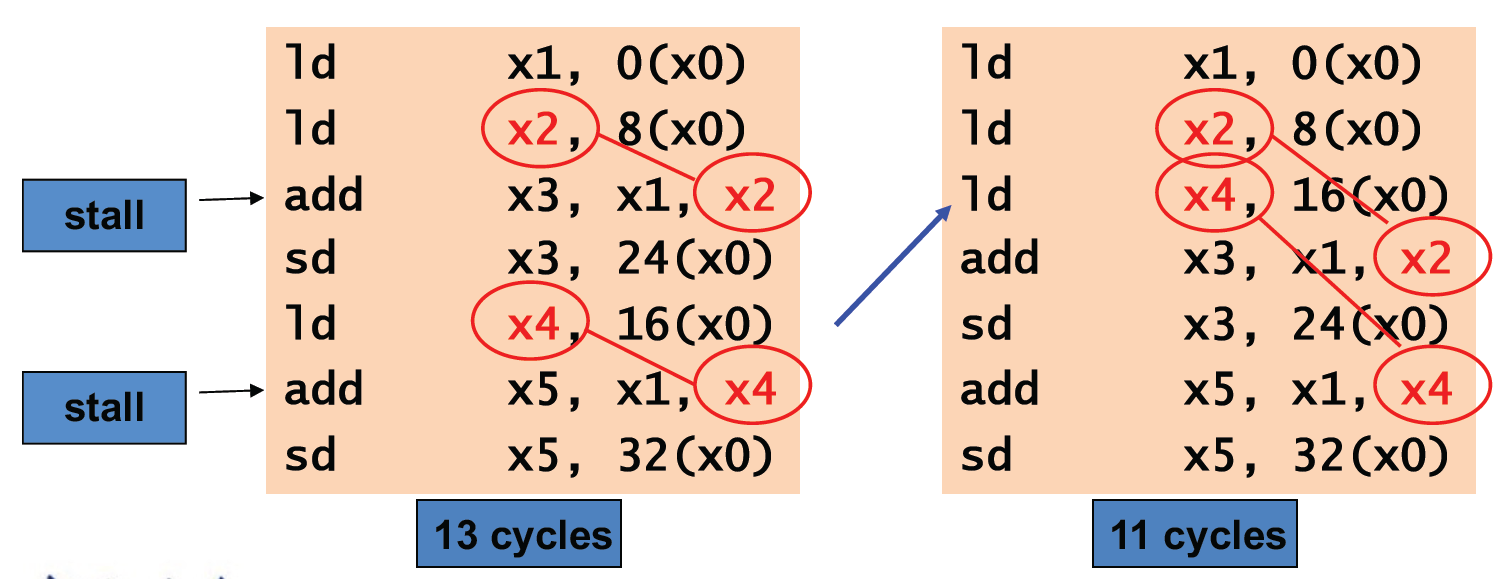 ld x1, 0(x0)
ld x2, 8(x0)
stall add x3, x1, x2
sd x3, 24(x0)
ld x4, 16(x0)
stall add x5, x1, x4
sd x5, 32(x0)
13 cycles
ld x1, 0(x0)
ld x2, 8(x0)
ld x4, 16(x0)
add x3, x1, x2
sd x3, 24(x0)
add x5, x1, x4
sd x5, 32(x0)
11 cycles